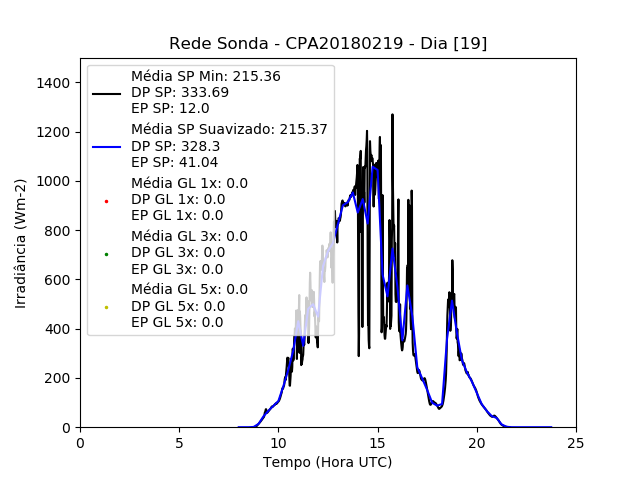 Rede Sonda - CPA20180219 - Dia [19]
Média SP Min: 215.36
DP SP: 333.69
EP SP: 12.0
Média SP Suavizado: 215.37
DP SP: 328.3
EP SP: 41.04
Média GL 1x: 0.0
DP GL 1x: 0.0
EP GL 1x: 0.0
Média GL 3x: 0.0
DP GL 3x: 0.0
EP GL 3x: 0.0
Média GL 5x: 0.0
DP GL 5x: 0.0
EP GL 5x: 0.0
Irradiância (Wm-2)
1400
1200
1000
800
600
400
200
0
0 5 10 15 20 25
Tempo (Hora UTC)